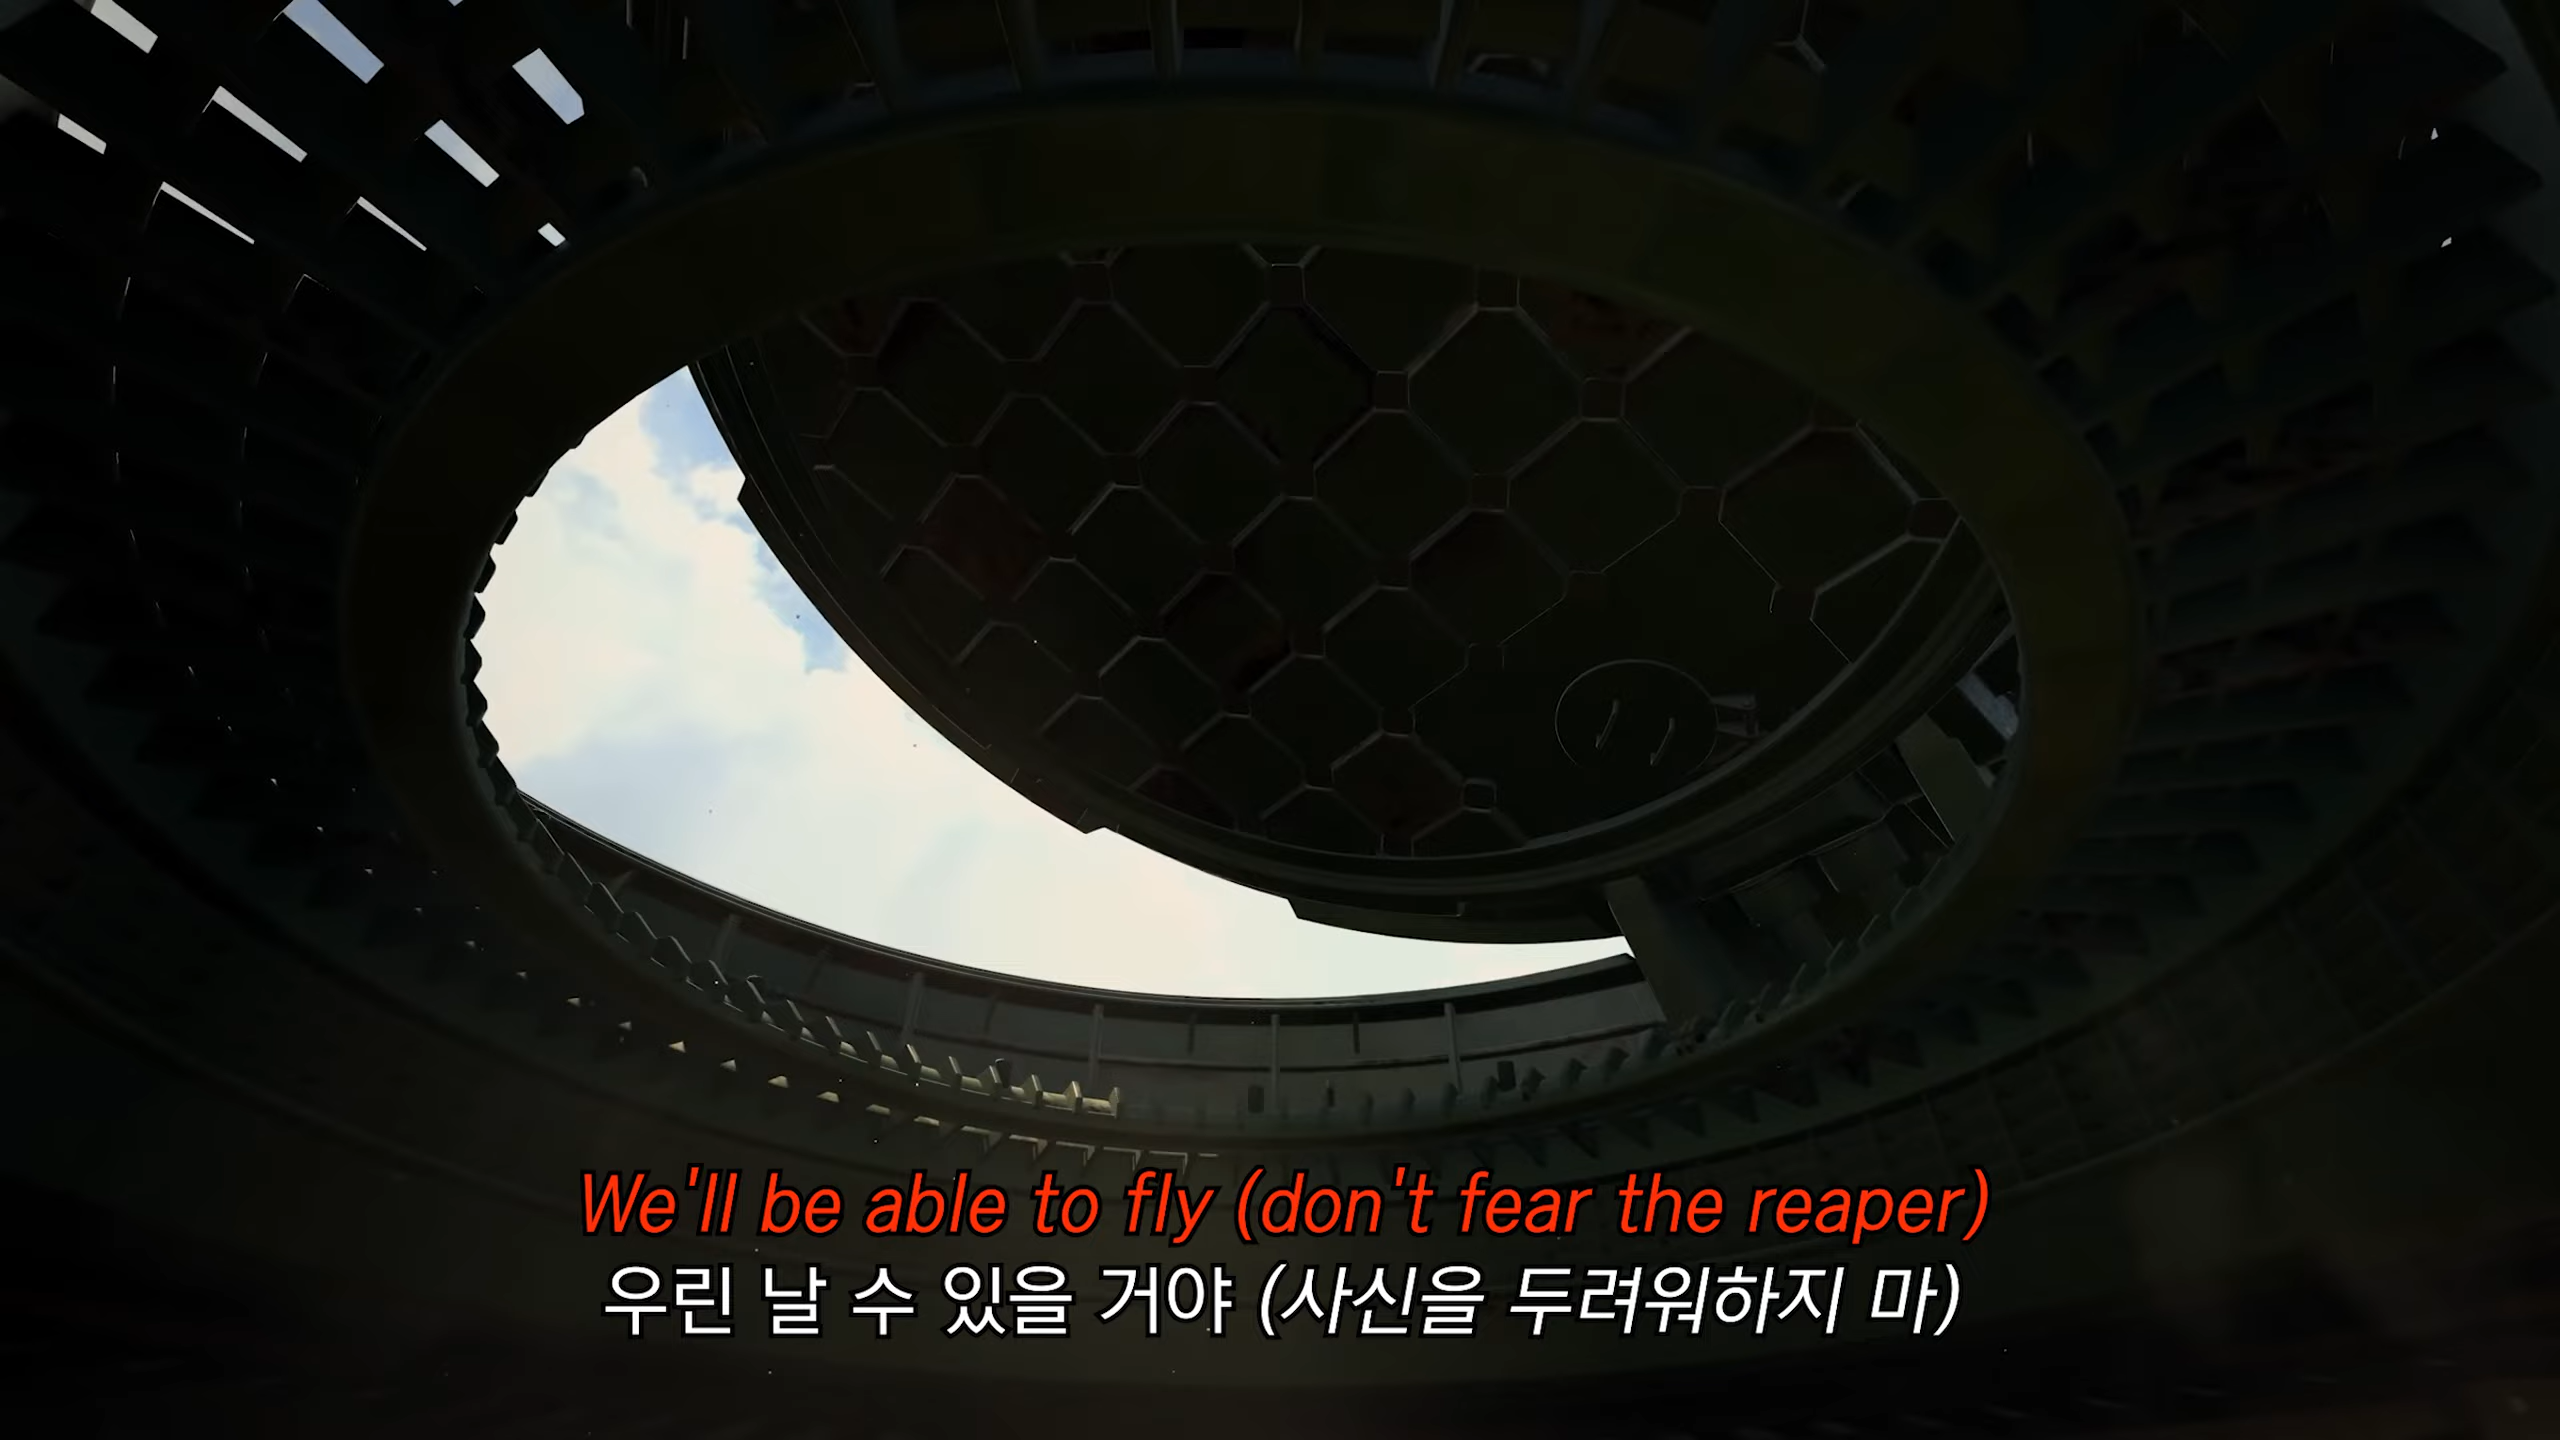 We'll be able to fly (don't fear the reaper)
우린 날 수 있을 거야 (사신을 두려워하지 마)